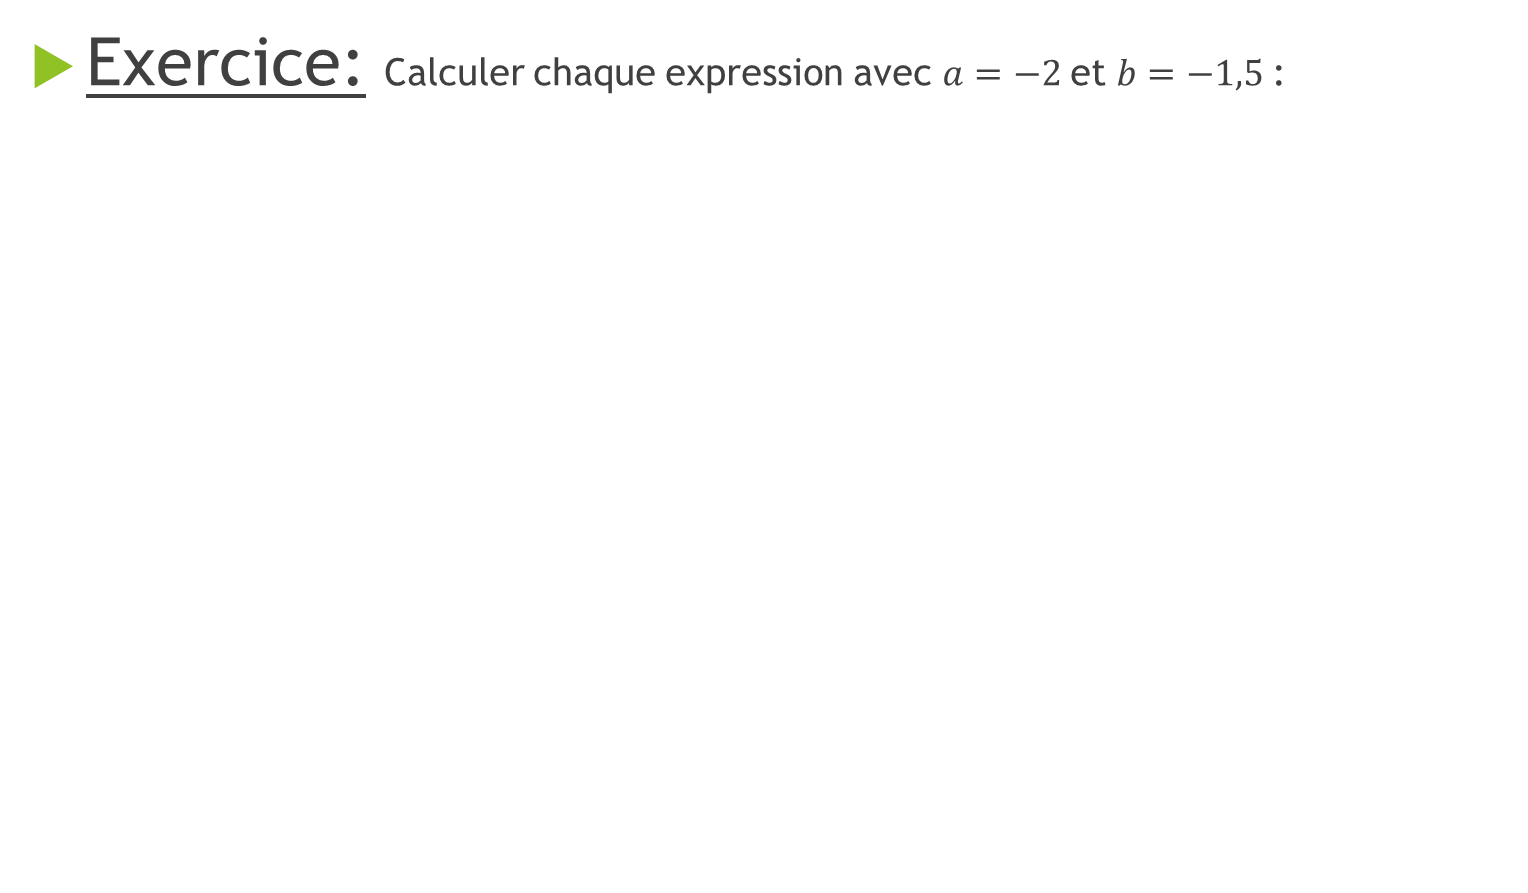 Exercice: Calculer chaque expression avec 𝑎 = −2 et 𝑏 = −1,5 :